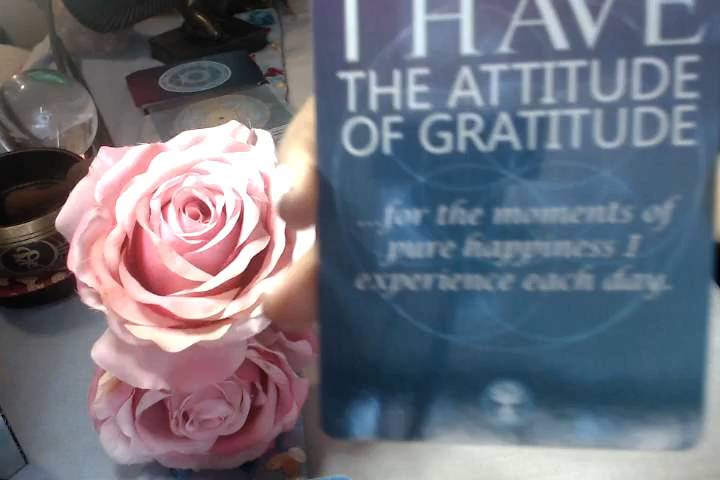 I HAVE
THE ATTITUDE
OF GRATITUDE
...for the moments of
pure happiness I
experience each day.